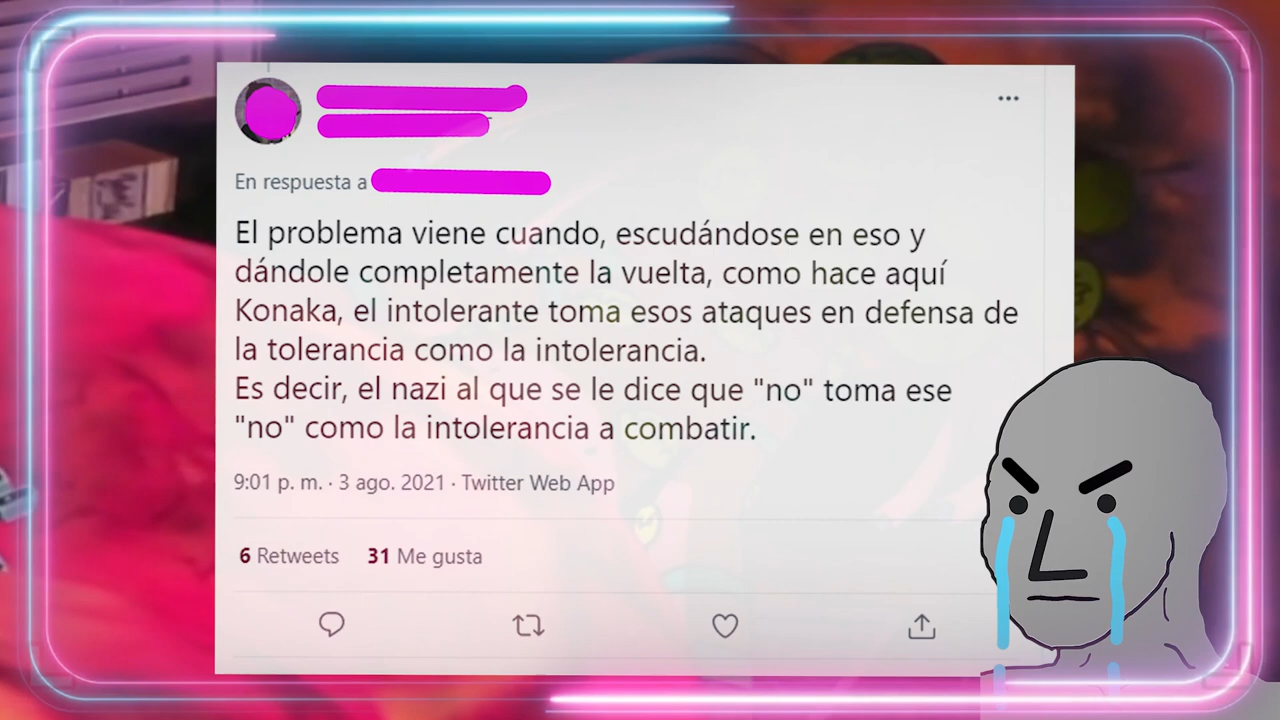 En respuesta a
El problema viene cuando, escudándose en eso y
dándole completamente la vuelta, como hace aquí
Konaka, el intolerante toma esos ataques en defensa de
la tolerancia como la intolerancia.
Es decir, el nazi al que se le dice que "no" toma ese
"no" como la intolerancia a combatir.
9:01 p. m. · 3 ago. 2021 · Twitter Web App
6 Retweets 31 Me gusta